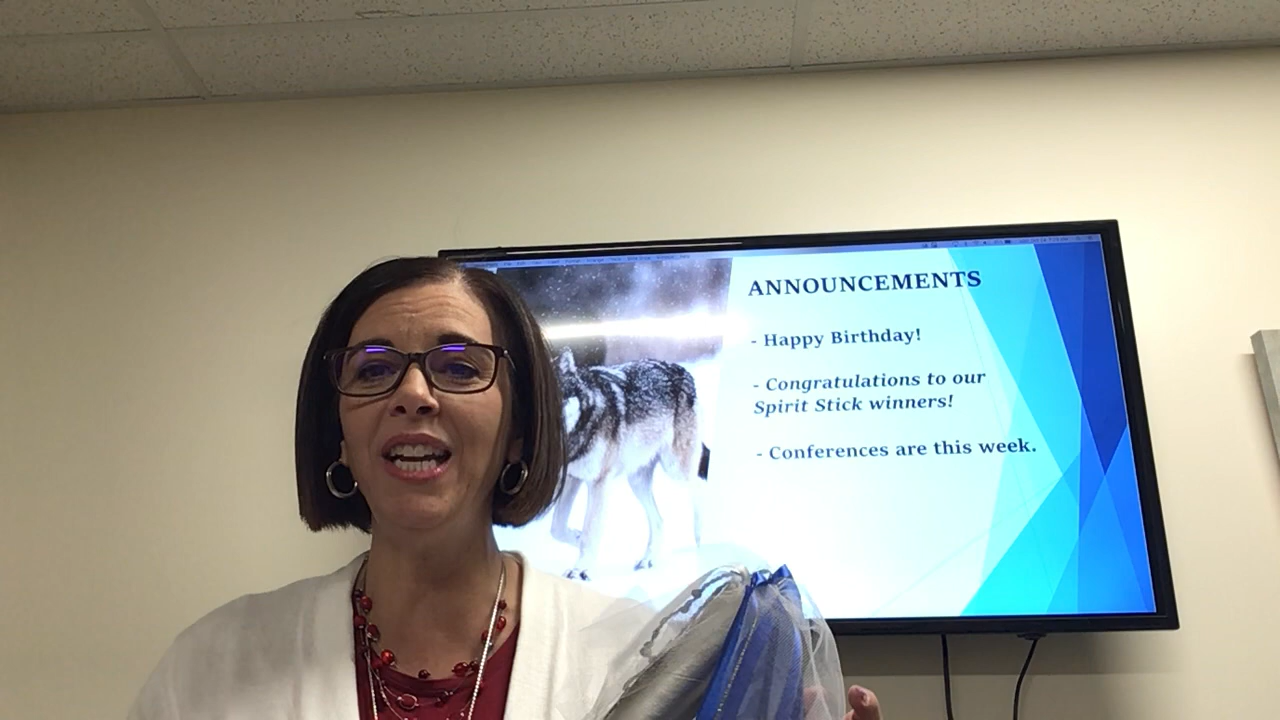 ANNOUNCEMENTS
- Happy Birthday!
- Congratulations to our
Spirit Stick winners!
- Conferences are this week.